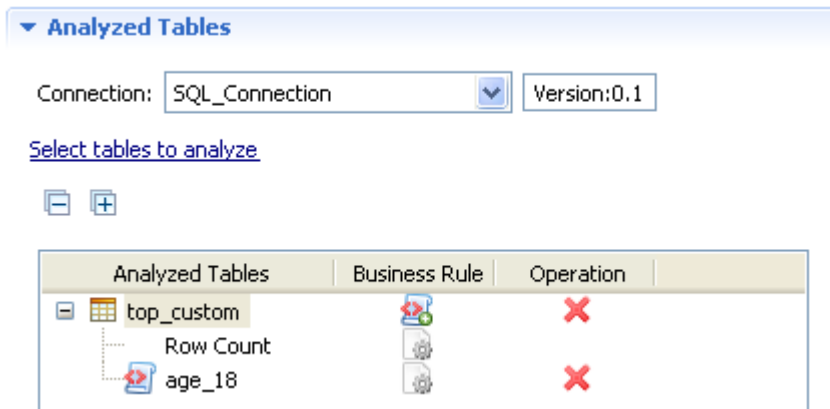 Analyzed Tables
Connection: SQL_Connection Version:0.1
Select tables to analyze
Analyzed Tables Business Rule Operation
top_custom
Row Count
age_18